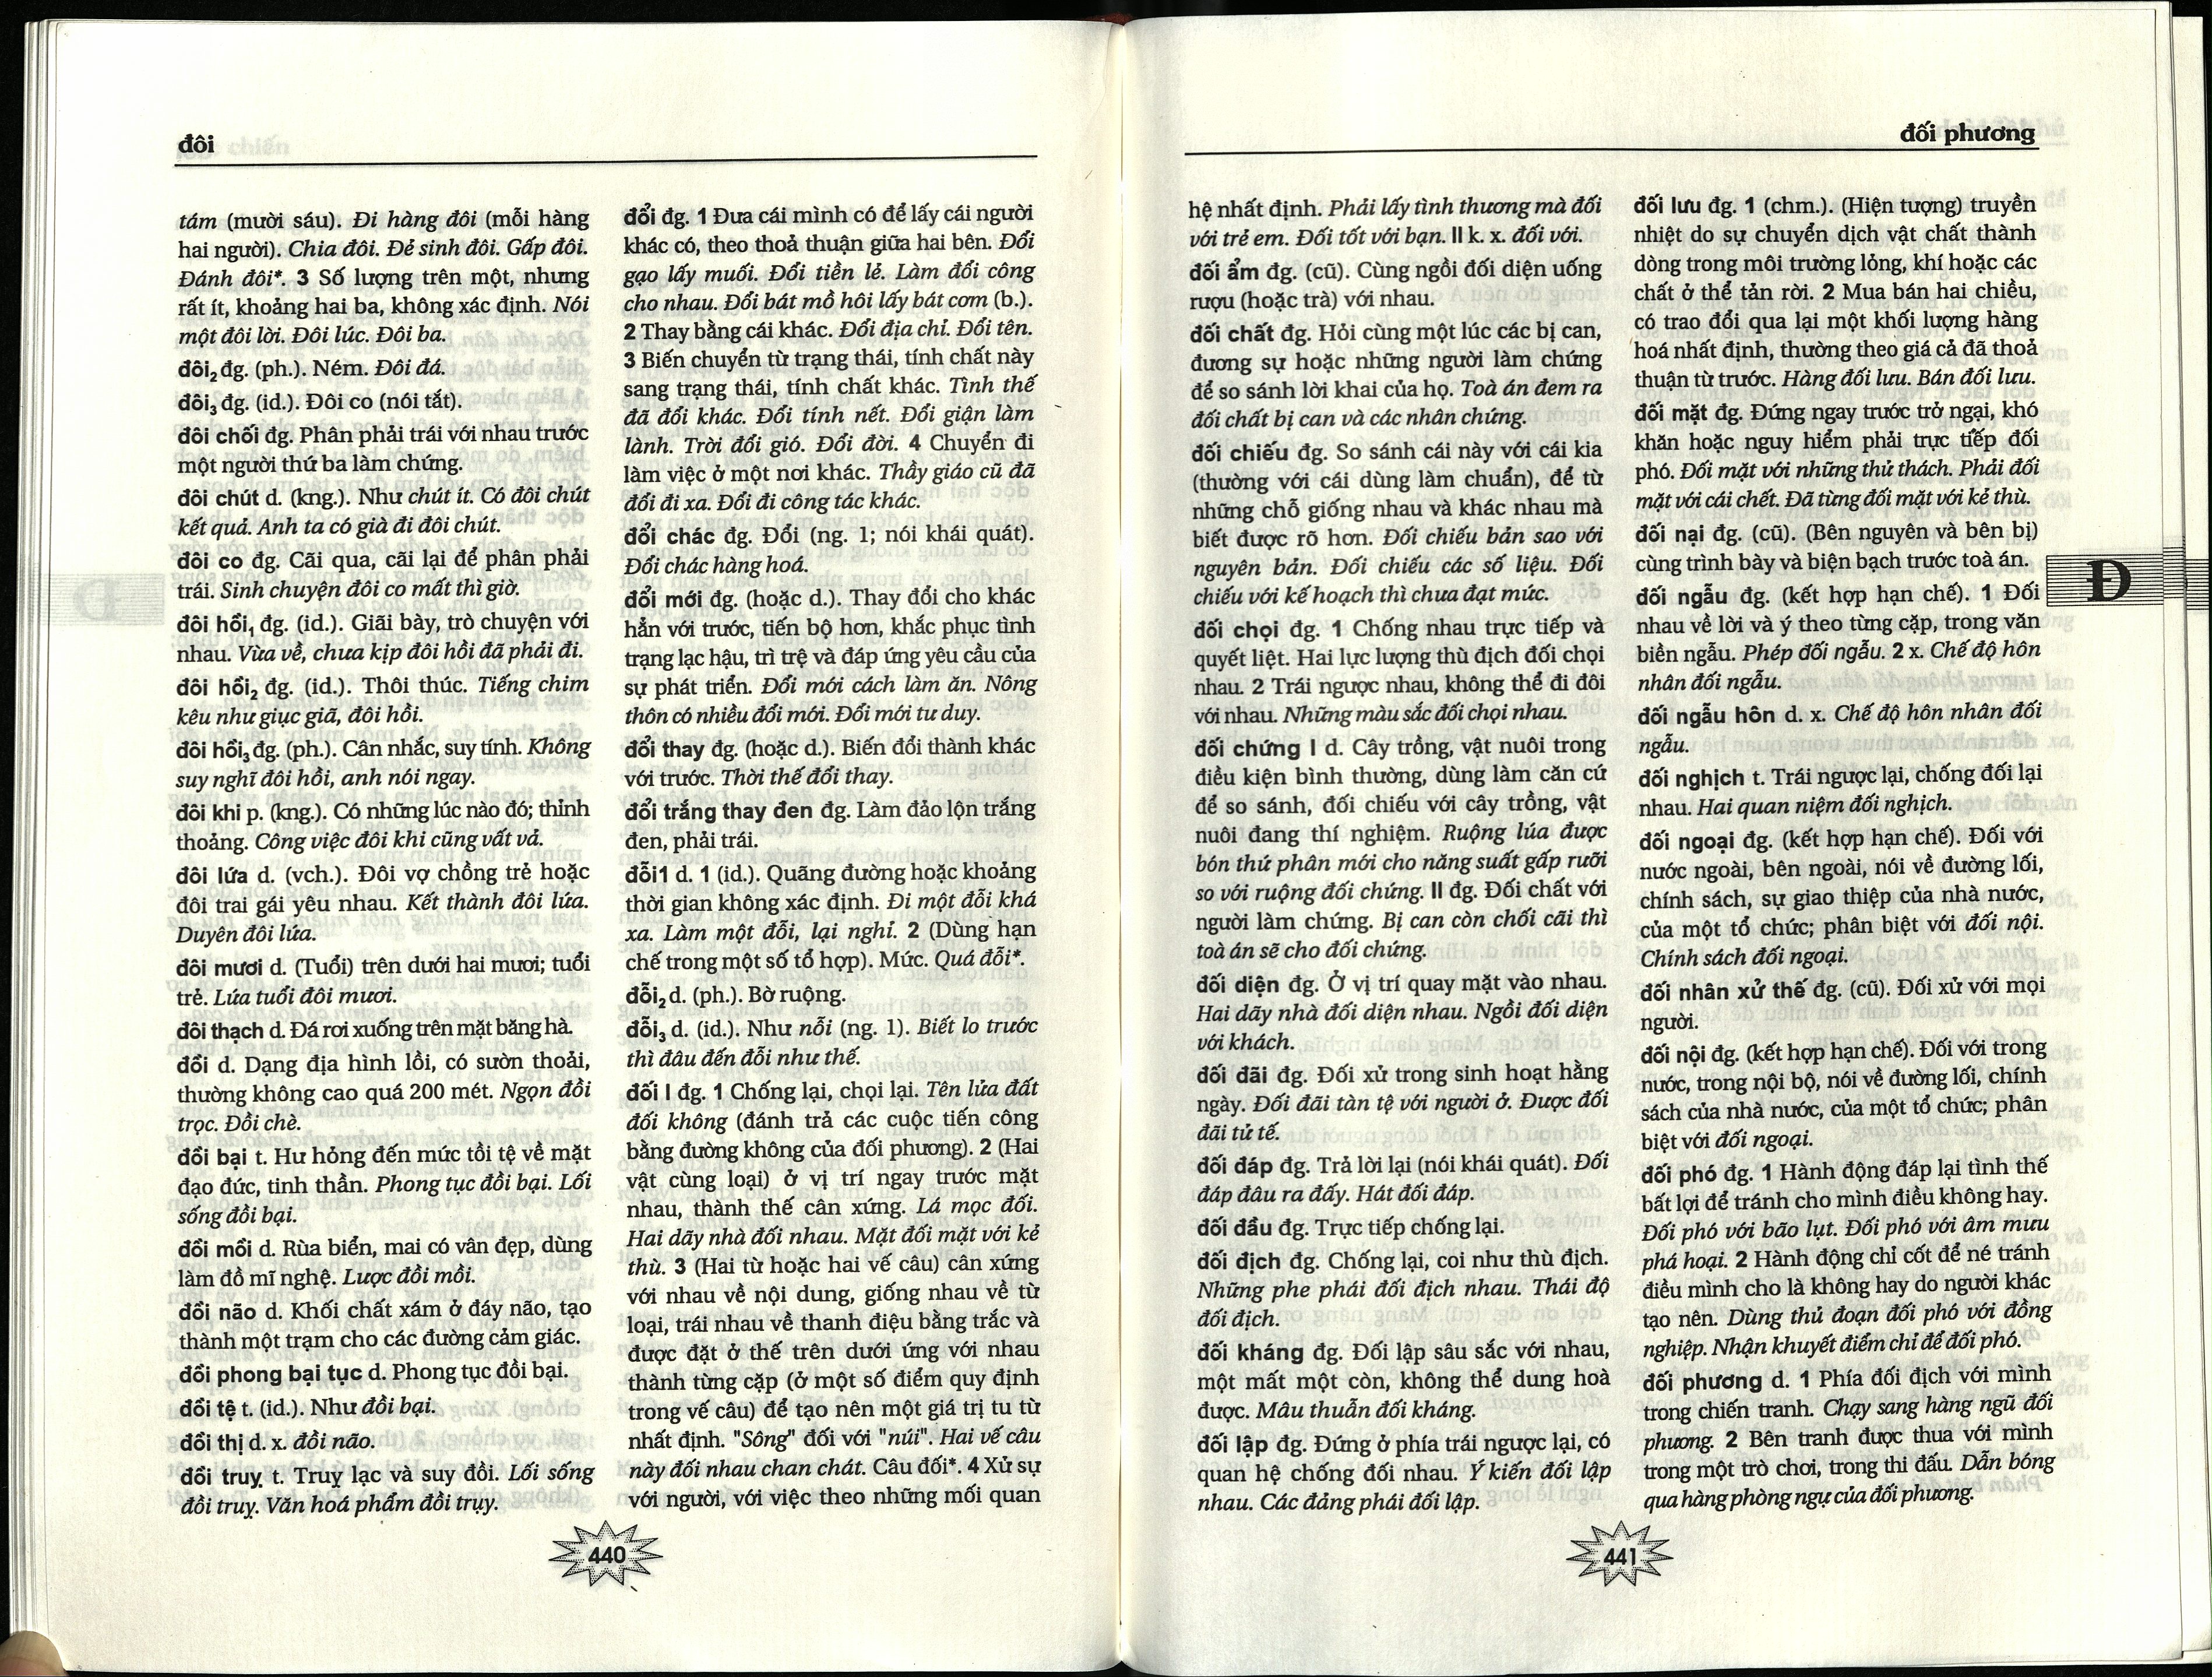 đôi
tám (mười sáu). Đi hàng đôi (mỗi hàng
hai người). Chia đôi. Đẻ sinh đôi. Gấp đôi.
Đánh đôi*. 3 Số lượng trên một, nhưng
rất ít, khoảng hai ba, không xác định. Nói
một đôi lời. Đôi lúc. Đôi ba.
đôi₂ đg. (ph.). Ném. Đôi đá.
đôi₃ đg. (id.). Đôi co (nói tắt).
đôi chối đg. Phân phải trái với nhau trước
một người thứ ba làm chứng.
đôi chút d. (kng.). Như chút ít. Có đôi chút
kết quả. Anh ta có già đi đôi chút.
đôi co đg. Cãi qua, cãi lại để phân phải
trái. Sinh chuyện đôi co mất thì giờ.
đôi hồi₁ đg. (id.). Giãi bày, trò chuyện với
nhau. Vừa về, chưa kịp đôi hồi đã phải đi.
đôi hồi₂ đg. (id.). Thôi thúc. Tiếng chim
kêu như giục giã, đôi hồi.
đôi hồi₃ đg. (ph.). Cân nhắc, suy tính. Không
suy nghĩ đôi hồi, anh nói ngay.
đôi khi p. (kng.). Có những lúc nào đó; thỉnh
thoảng. Công việc đôi khi cũng vất vả.
đôi lứa d. (vch.). Đôi vợ chồng trẻ hoặc
đôi trai gái yêu nhau. Kết thành đôi lứa.
Duyên đôi lứa.
đôi mươi d. (Tuổi) trên dưới hai mươi; tuổi
trẻ. Lứa tuổi đôi mươi.
đôi thạch d. Đá rơi xuống trên mặt băng hà.
đồi d. Dạng địa hình lồi, có sườn thoải,
thường không cao quá 200 mét. Ngọn đồi
trọc. Đồi chè.
đồi bại t. Hư hỏng đến mức tồi tệ về mặt
đạo đức, tinh thần. Phong tục đồi bại. Lối
sống đồi bại.
đồi mồi d. Rùa biển, mai có vân đẹp, dùng
làm đồ mĩ nghệ. Lược đồi mồi.
đồi não d. Khối chất xám ở đáy não, tạo
thành một trạm cho các đường cảm giác.
đồi phong bại tục d. Phong tục đồi bại.
đồi tệ t. (id.). Như đồi bại.
đồi thị d. x. đồi não.
đồi truỵ t. Truỵ lạc và suy đồi. Lối sống
đồi truỵ. Văn hoá phẩm đồi trụy.
đổi đg. 1 Đưa cái mình có để lấy cái người
khác có, theo thoả thuận giữa hai bên. Đổi
gạo lấy muối. Đổi tiền lẻ. Làm đổi công
cho nhau. Đổi bát mồ hôi lấy bát cơm (b.).
2 Thay bằng cái khác. Đổi địa chỉ. Đổi tên.
3 Biến chuyển từ trạng thái, tính chất này
sang trạng thái, tính chất khác. Tình thế
đã đổi khác. Đổi tính nết. Đổi giận làm
lành. Trời đổi gió. Đổi đời. 4 Chuyển đi
làm việc ở một nơi khác. Thầy giáo cũ đã
đổi đi xa. Đổi đi công tác khác.
đổi chác đg. Đổi (ng. 1; nói khái quát).
Đổi chác hàng hoá.
đổi mới đg. (hoặc d.). Thay đổi cho khác
hẳn với trước, tiến bộ hơn, khắc phục tình
trạng lạc hậu, trì trệ và đáp ứng yêu cầu của
sự phát triển. Đổi mới cách làm ăn. Nông
thôn có nhiều đổi mới. Đổi mới tư duy.
đổi thay đg. (hoặc d.). Biến đổi thành khác
với trước. Thời thế đổi thay.
đổi trắng thay đen đg. Làm đảo lộn trắng
đen, phải trái.
đỗi1 d. 1 (id.). Quãng đường hoặc khoảng
thời gian không xác định. Đi một đỗi khá
xa. Làm một đỗi, lại nghỉ. 2 (Dùng hạn
chế trong một số tổ hợp). Mức. Quá đỗi*.
đỗi₂ d. (ph.). Bờ ruộng.
đỗi₃ d. (id.). Như nỗi (ng. 1). Biết lo trước
thì đâu đến đỗi như thế.
đối I đg. 1 Chống lại, chọi lại. Tên lửa đất
đối không (đánh trả các cuộc tiến công
bằng đường không của đối phương). 2 (Hai
vật cùng loại) ở vị trí ngay trước mặt
nhau, thành thế cân xứng. Lá mọc đối.
Hai dãy nhà đối nhau. Mặt đối mặt với kẻ
thù. 3 (Hai từ hoặc hai vế câu) cân xứng
với nhau về nội dung, giống nhau về từ
loại, trái nhau về thanh điệu bằng trắc và
được đặt ở thế trên dưới ứng với nhau
thành từng cặp (ở một số điểm quy định
trong vế câu) để tạo nên một giá trị tu từ
nhất định. "Sông" đối với "núi". Hai vế câu
này đối nhau chan chát. Câu đối*. 4 Xử sự
với người, với việc theo những mối quan
440
đối phương
hệ nhất định. Phải lấy tình thương mà đối
với trẻ em. Đối tốt với bạn. II k. x. đối với.
đối ẩm đg. (cũ). Cùng ngồi đối diện uống
rượu (hoặc trà) với nhau.
đối chất đg. Hỏi cùng một lúc các bị can,
đương sự hoặc những người làm chứng
để so sánh lời khai của họ. Toà án đem ra
đối chất bị can và các nhân chứng.
đối chiếu đg. So sánh cái này với cái kia
(thường với cái dùng làm chuẩn), để từ
những chỗ giống nhau và khác nhau mà
biết được rõ hơn. Đối chiếu bản sao với
nguyên bản. Đối chiếu các số liệu. Đối
chiếu với kế hoạch thì chưa đạt mức.
đối chọi đg. 1 Chống nhau trực tiếp và
quyết liệt. Hai lực lượng thù địch đối chọi
nhau. 2 Trái ngược nhau, không thể đi đôi
với nhau. Những màu sắc đối chọi nhau.
đối chứng I d. Cây trồng, vật nuôi trong
điều kiện bình thường, dùng làm căn cứ
để so sánh, đối chiếu với cây trồng, vật
nuôi đang thí nghiệm. Ruộng lúa được
bón thứ phân mới cho năng suất gấp rưỡi
so với ruộng đối chứng. II đg. Đối chất với
người làm chứng. Bị can còn chối cãi thì
toà án sẽ cho đối chứng.
đối diện đg. Ở vị trí quay mặt vào nhau.
Hai dãy nhà đối diện nhau. Ngồi đối diện
với khách.
đối đãi đg. Đối xử trong sinh hoạt hằng
ngày. Đối đãi tàn tệ với người ở. Được đối
đãi tử tế.
đối đáp đg. Trả lời lại (nói khái quát). Đối
đáp đâu ra đấy. Hát đối đáp.
đối đầu đg. Trực tiếp chống lại.
đối địch đg. Chống lại, coi như thù địch.
Những phe phái đối địch nhau. Thái độ
đối địch.
đối kháng đg. Đối lập sâu sắc với nhau,
một mất một còn, không thể dung hoà
được. Mâu thuẫn đối kháng.
đối lập đg. Đứng ở phía trái ngược lại, có
quan hệ chống đối nhau. Ý kiến đối lập
nhau. Các đảng phái đối lập.
đối lưu đg. 1 (chm.). (Hiện tượng) truyền
nhiệt do sự chuyển dịch vật chất thành
dòng trong môi trường lỏng, khí hoặc các
chất ở thể tản rời. 2 Mua bán hai chiều,
có trao đổi qua lại một khối lượng hàng
hoá nhất định, thường theo giá cả đã thoả
thuận từ trước. Hàng đối lưu. Bán đối lưu.
đối mặt đg. Đứng ngay trước trở ngại, khó
khăn hoặc nguy hiểm phải trực tiếp đối
phó. Đối mặt với những thử thách. Phải đối
mặt với cái chết. Đã từng đối mặt với kẻ thù.
đối nại đg. (cũ). (Bên nguyên và bên bị)
cùng trình bày và biện bạch trước toà án.
đối ngẫu đg. (kết hợp hạn chế). 1 Đối
nhau về lời và ý theo từng cặp, trong văn
biền ngẫu. Phép đối ngẫu. 2 x. Chế độ hôn
nhân đối ngẫu.
đối ngẫu hôn d. x. Chế độ hôn nhân đối
ngẫu.
đối nghịch t. Trái ngược lại, chống đối lại
nhau. Hai quan niệm đối nghịch.
đối ngoại đg. (kết hợp hạn chế). Đối với
nước ngoài, bên ngoài, nói về đường lối,
chính sách, sự giao thiệp của nhà nước,
của một tổ chức; phân biệt với đối nội.
Chính sách đối ngoại.
đối nhân xử thế đg. (cũ). Đối xử với mọi
người.
đối nội đg. (kết hợp hạn chế). Đối với trong
nước, trong nội bộ, nói về đường lối, chính
sách của nhà nước, của một tổ chức; phân
biệt với đối ngoại.
đối phó đg. 1 Hành động đáp lại tình thế
bất lợi để tránh cho mình điều không hay.
Đối phó với bão lụt. Đối phó với âm mưu
phá hoại. 2 Hành động chỉ cốt để né tránh
điều mình cho là không hay do người khác
tạo nên. Dùng thủ đoạn đối phó với đồng
nghiệp. Nhận khuyết điểm chỉ để đối phó.
đối phương d. 1 Phía đối địch với mình
trong chiến tranh. Chạy sang hàng ngũ đối
phương. 2 Bên tranh được thua với mình
trong một trò chơi, trong thi đấu. Dẫn bóng
qua hàng phòng ngự của đối phương.
Đ
441